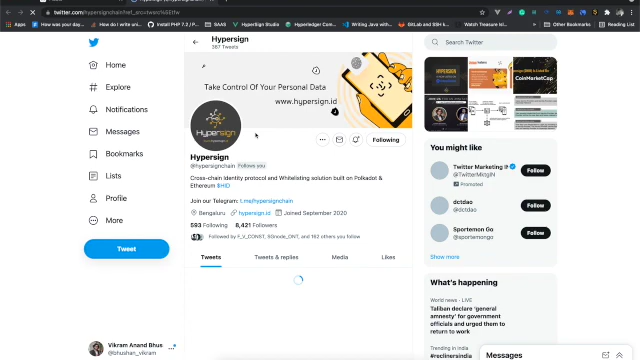 twitter.com/hypersignchain?ref_src=twsrc%5Etfw
Apps
How was your day...
How do I write uni...
Install PHP 7.2 / P...
SAAS
HyperSign Studio
Hyperledger Com...
Writing Java with...
GitLab and SSH k...
Watch Treasure Isl...
Other Bookmarks
Reading List
Home
Explore
Notifications
Messages
Bookmarks
Lists
Profile
More
Tweet
Vikram Anand Bhus
@bhushan_vikram
Hypersign
387 Tweets
Take Control Of Your Personal Data
www.hypersign.id
Hypersign
Following
Hypersign
@hypersignchain Follows you
Cross-chain Identity protocol and Whitelisting solution built on Polkadot &
Ethereum $HID
Join our Telegram: t.me/hypersignchain
Bengaluru hypersign.id Joined September 2020
593 Following 8,421 Followers
Followed by F_V_CONST, SGnode_ONT, and 162 others you follow
Tweets
Tweets & replies
Media
Likes
Search Twitter
CoinMarketCap
You might like
Twitter Marketing IN
@TwitterMktgIN
Promoted
Follow
dctdao
@dctdao
Follow
Sportemon Go
@sportemongo
Follow
Show more
What's happening
World news · LIVE
Taliban declare 'general
amnesty' for government
officials and urged them to
return to work
Trending in India
#reclinersIndia
Messages